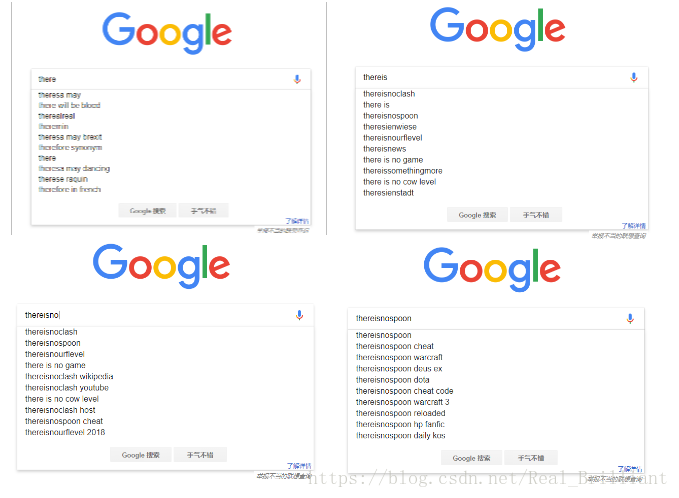 Google
there
theresa may
there will be blood
therealreal
theremin
theresa may brexit
therefore synonym
there
theresa may dancing
therese raquin
therefore in french
Google 搜索
手气不错
了解详情
举报不当的联想查询
Google
thereis
thereisnoclash
there is
thereisnospoon
theresienwiese
thereisnourflevel
thereisnews
there is no game
thereissomethingmore
there is no cow level
theresienstadt
Google 搜索
手气不错
了解详情
举报不当的联想查询
Google
thereisno
thereisnoclash
thereisnospoon
thereisnourflevel
there is no game
thereisnoclash wikipedia
thereisnoclash youtube
there is no cow level
thereisnoclash host
thereisnospoon cheat
thereisnourflevel 2018
Google 搜索
手气不错
了解详情
举报不当的联想查询
Google
thereisnospoon
thereisnospoon
thereisnospoon cheat
thereisnospoon warcraft
thereisnospoon deus ex
thereisnospoon dota
thereisnospoon cheat code
thereisnospoon warcraft 3
thereisnospoon reloaded
thereisnospoon hp fanfic
thereisnospoon daily kos
Google 搜索
手气不错
了解详情
举报不当的联想查询
https://blog.csdn.net/Real_Brilliant